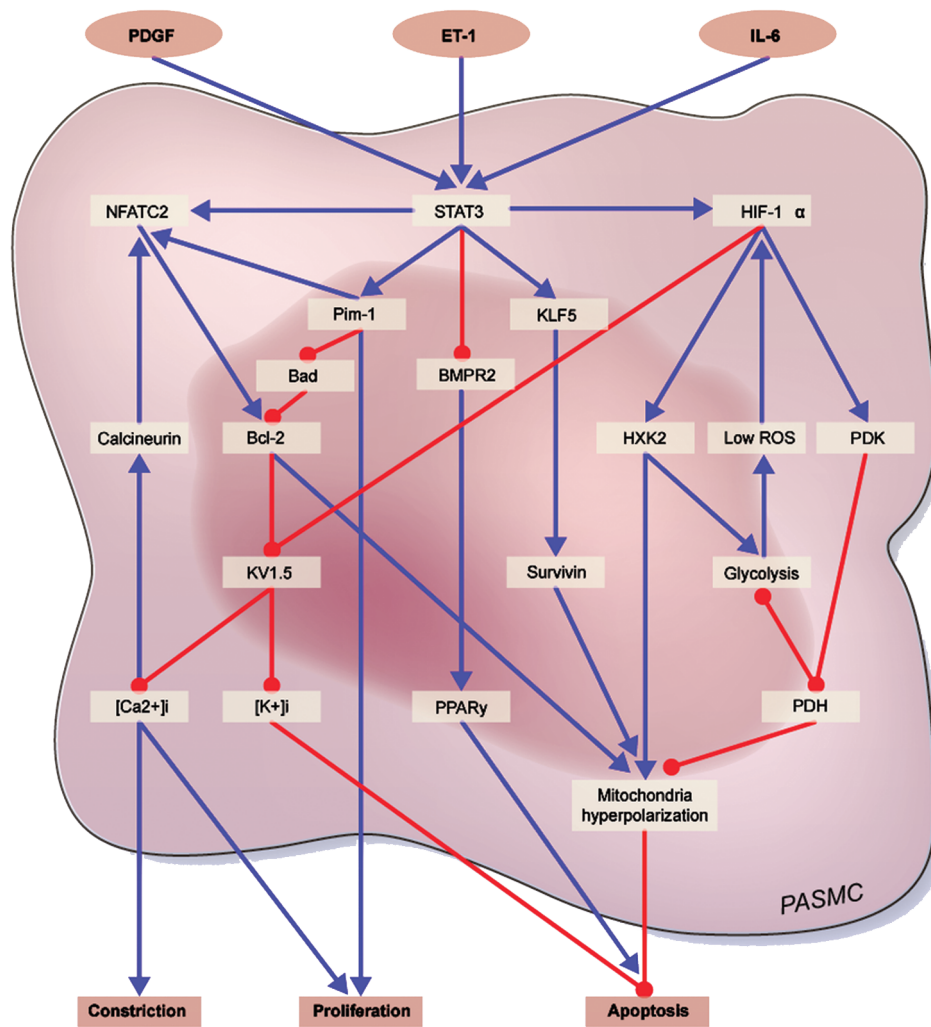 PDGF
ET-1
IL-6
NFATC2
STAT3
HIF-1 α
Pim-1
KLF5
Bad
BMPR2
Calcineurin
Bcl-2
HXK2
Low ROS
PDK
KV1.5
Survivin
Glycolysis
[Ca2+]i
[K+]i
PPARy
PDH
Mitochondria
hyperpolarization
PASMC
Constriction
Proliferation
Apoptosis